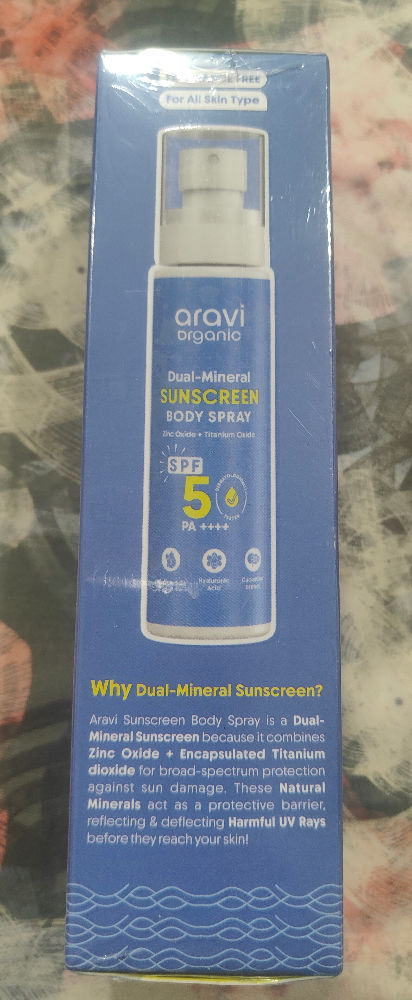 FREE
For All Skin Type
aravi
organic
Dual-Mineral
SUNSCREEN
BODY SPRAY
Zinc Oxide + Titanium Oxide
SPF
5
PA ++++
TESTED
Hyaluronic
Acid
Why Dual-Mineral Sunscreen?
Aravi Sunscreen Body Spray is a Dual-
Mineral Sunscreen because it combines
Zinc Oxide + Encapsulated Titanium
dioxide for broad-spectrum protection
against sun damage. These Natural
Minerals act as a protective barrier,
reflecting & deflecting Harmful UV Rays
before they reach your skin!